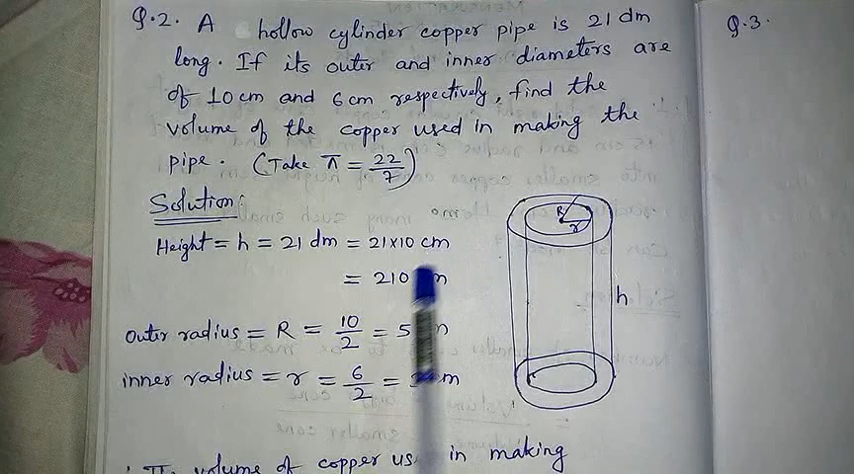 Q.2. A hollow cylinder copper pipe is 21 dm
long. If its outer and inner diameters are
of 10 cm and 6 cm respectively, find the
volume of the copper used in making the
pipe. (Take π = 22/7)
Solution:
Height = h = 21 dm = 21x10 cm
= 210
outer radius = R = 10/2 = 5
inner radius = r = 6/2 =
volume of copper in making
R
r
h
Q.3.